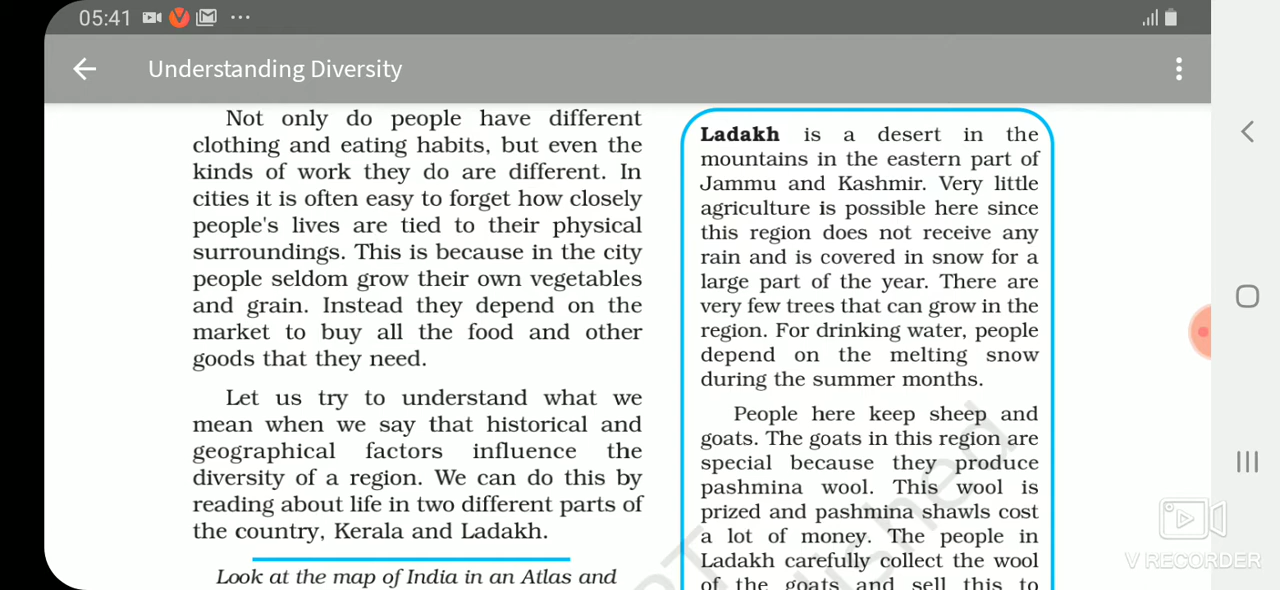 05:41
Understanding Diversity
Not only do people have different
clothing and eating habits, but even the
kinds of work they do are different. In
cities it is often easy to forget how closely
people's lives are tied to their physical
surroundings. This is because in the city
people seldom grow their own vegetables
and grain. Instead they depend on the
market to buy all the food and other
goods that they need.
Let us try to understand what we
mean when we say that historical and
geographical factors influence the
diversity of a region. We can do this by
reading about life in two different parts of
the country, Kerala and Ladakh.
Look at the map of India in an Atlas and
Ladakh is a desert in the
mountains in the eastern part of
Jammu and Kashmir. Very little
agriculture is possible here since
this region does not receive any
rain and is covered in snow for a
large part of the year. There are
very few trees that can grow in the
region. For drinking water, people
depend on the melting snow
during the summer months.
People here keep sheep and
goats. The goats in this region are
special because they produce
pashmina wool. This wool is
prized and pashmina shawls cost
a lot of money. The people in
Ladakh carefully collect the wool
of the goats and sell this to
V RECORDER